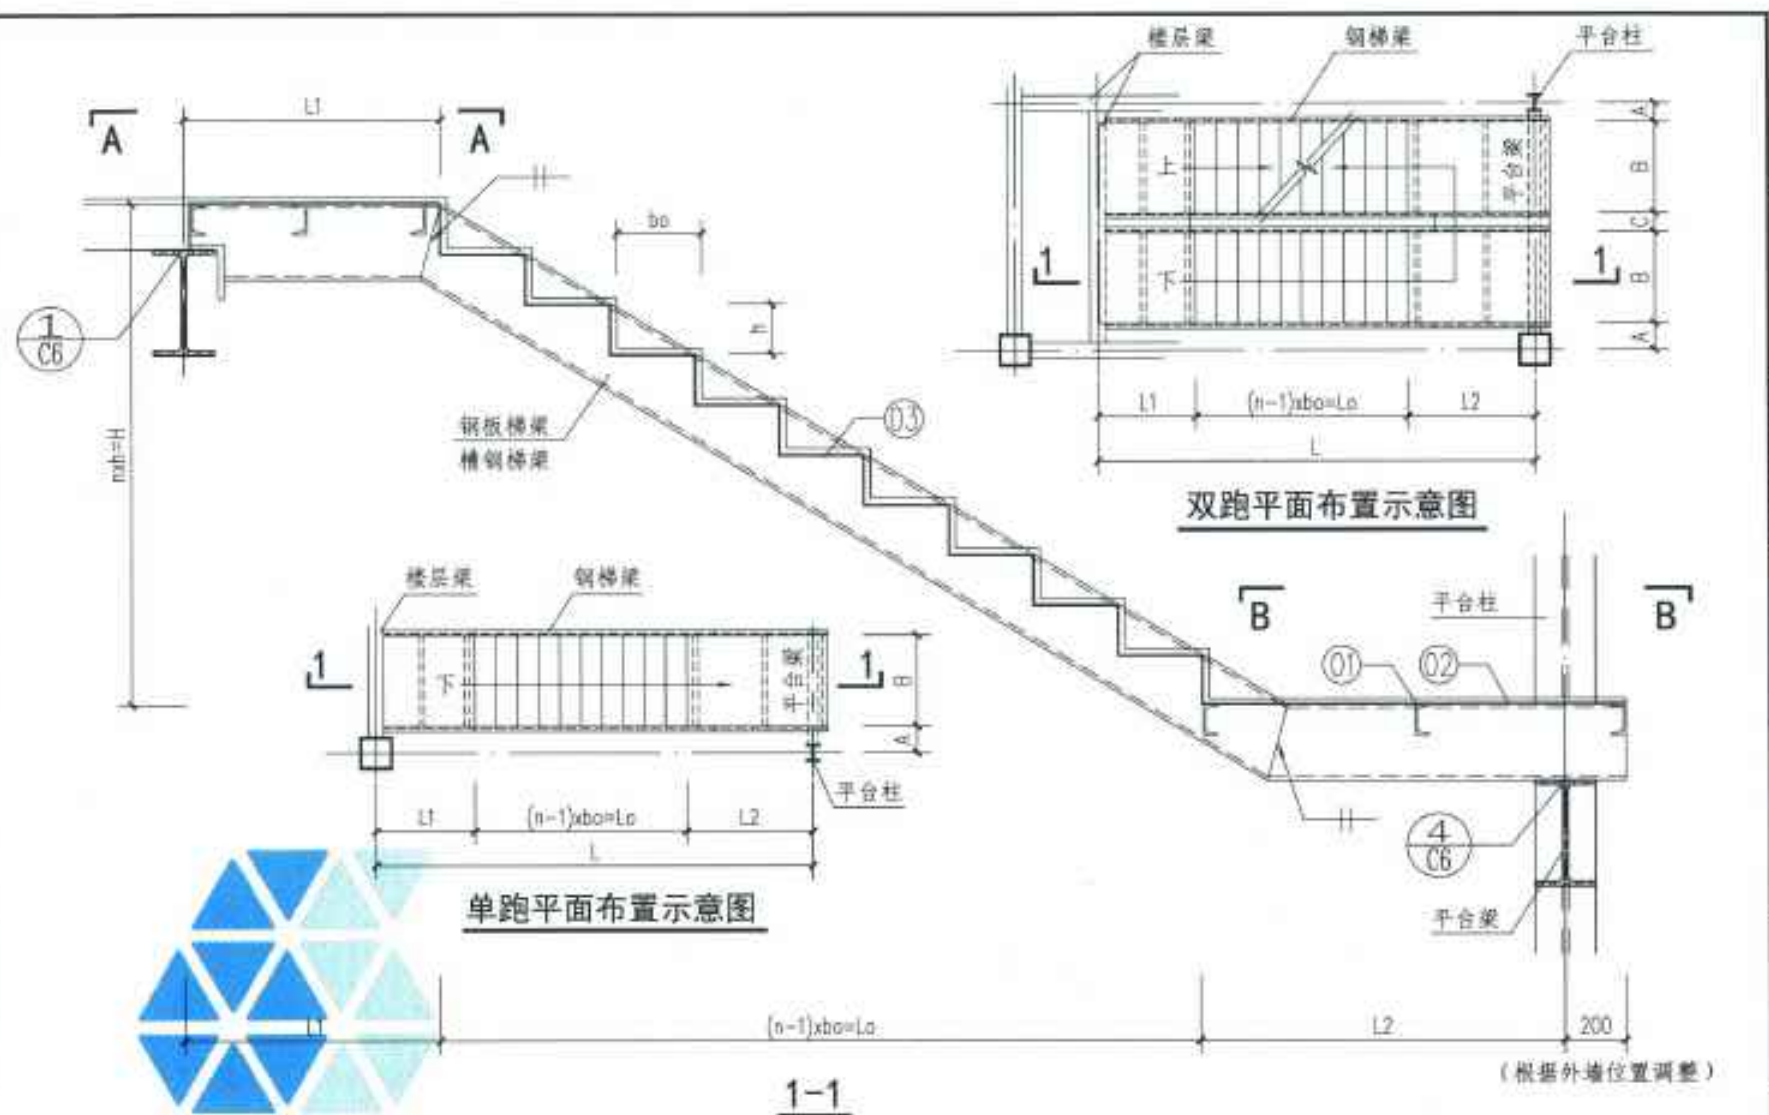 楼层梁
钢梯梁
平台柱
A
A
L1
上
平台梁
下
A
B
C
B
A
1
1
bo
h
1
C6
nxh=H
钢板梯梁
槽钢梯梁
03
L1
(n-1)xbo=Lo
L2
L
双跑平面布置示意图
楼层梁
钢梯梁
平台柱
B
B
1
1
下
平台梁
B
A
01
02
平台柱
L1
(n-1)xbo=Lo
L2
L
4
C6
平台梁
单跑平面布置示意图
L1
(n-1)xbo=Lo
L2
200
(根据外墙位置调整)
1-1